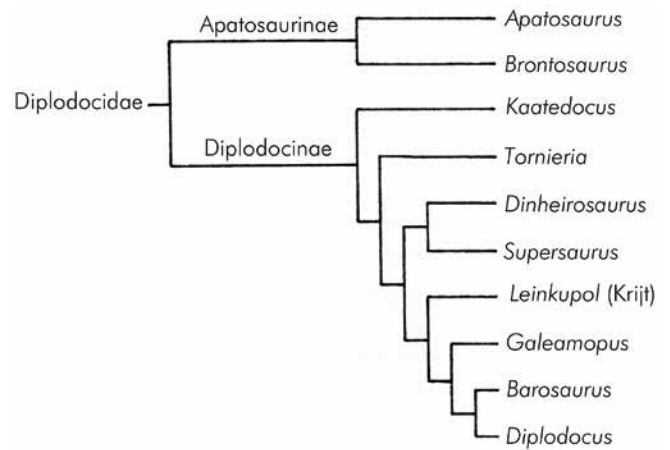 Apatosaurinae
Apatosaurus
Brontosaurus
Diplodocidae
Kaatedocus
Diplodocinae
Tornieria
Dinheirosaurus
Supersaurus
Leinkupol (Krijt)
Galeamopus
Barosaurus
Diplodocus